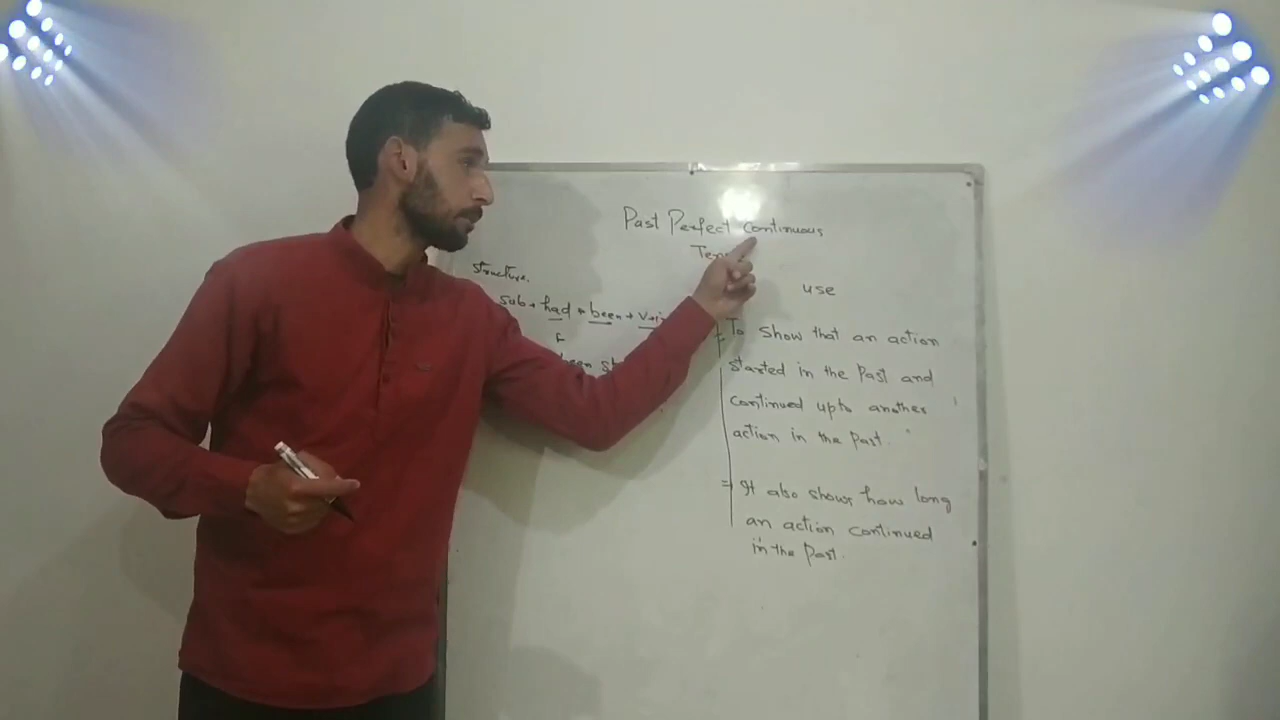 Past Perfect Continuous
Structure.
Sub + had + been + V+i
use
To show that an action
started in the Past and
Continued upto another
action in the Past.
= It also shows how long
an action continued
in the Past.